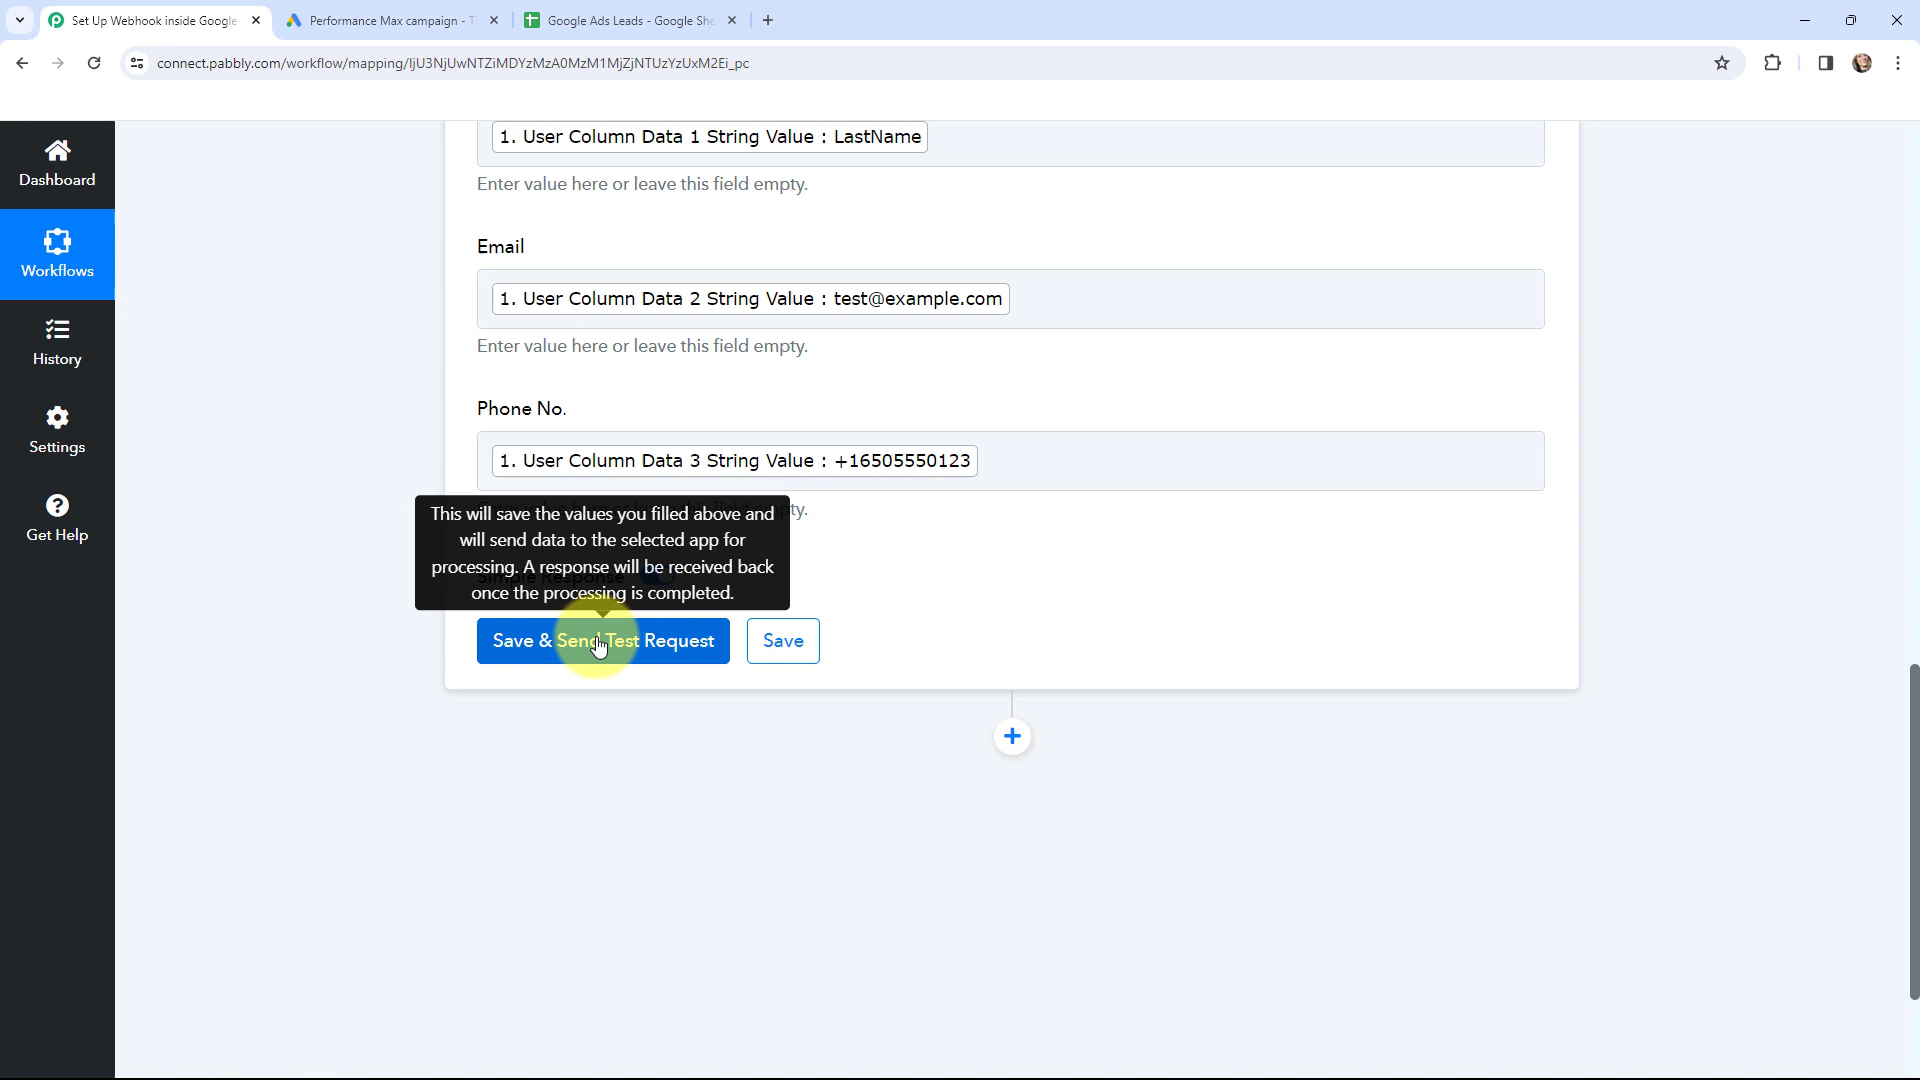 Set Up Webhook inside Google
Performance Max campaign - T
Google Ads Leads - Google She
connect.pabbly.com/workflow/mapping/IjU3NjUwNTZiMDYzMzA0MzM1MjZjNTUzYzUxM2Ei_pc
Dashboard
Workflows
History
Settings
Get Help
1. User Column Data 1 String Value : LastName
Enter value here or leave this field empty.
Email
1. User Column Data 2 String Value : test@example.com
Enter value here or leave this field empty.
Phone No.
1. User Column Data 3 String Value : +16505550123
This will save the values you filled above and
will send data to the selected app for
processing. A response will be received back
once the processing is completed.
Simple Response
Save & Send Test Request
Save